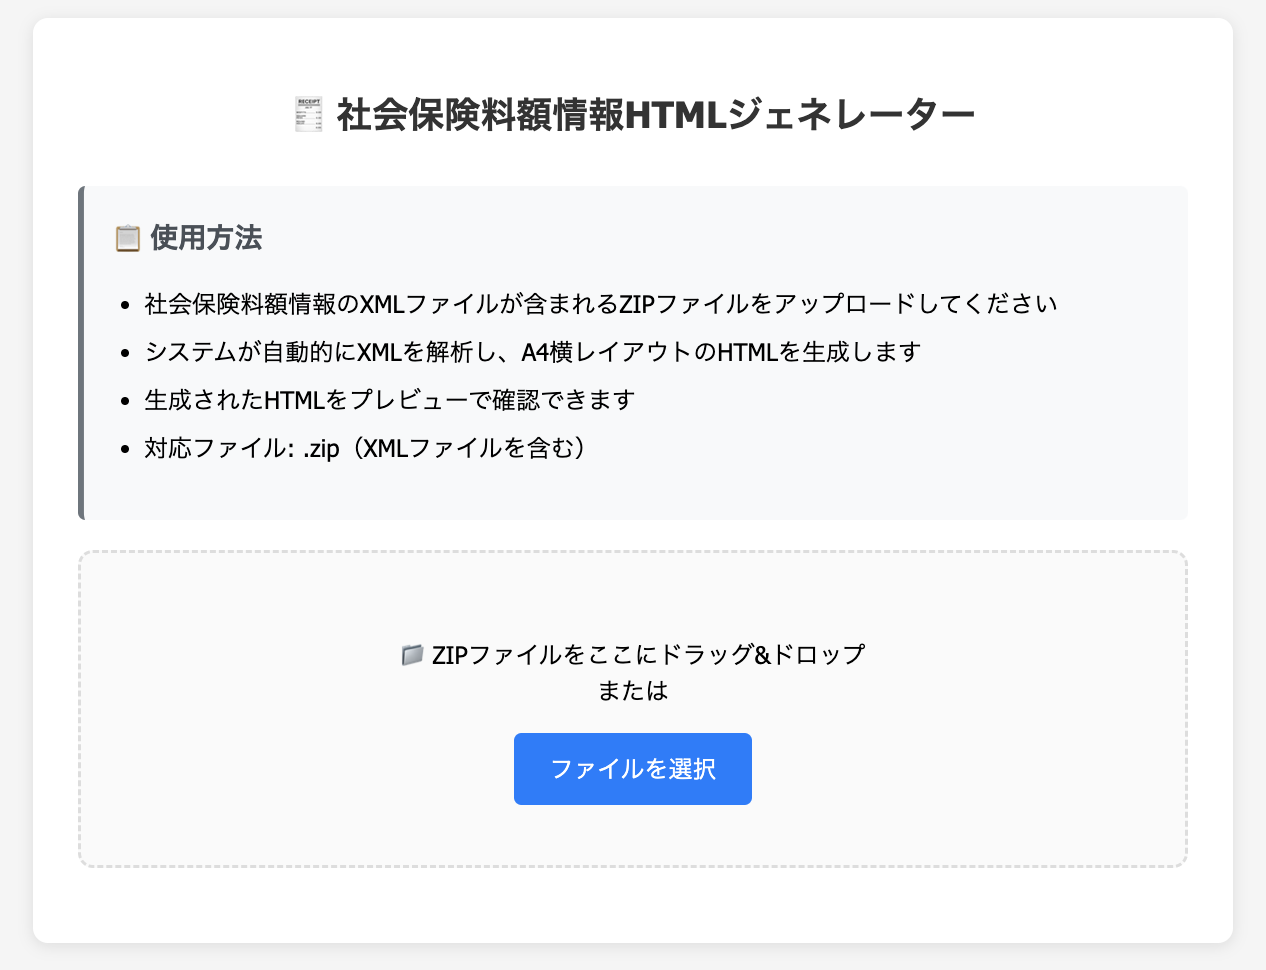 社会保険料額情報HTMLジェネレーター
使用方法
社会保険料額情報のXMLファイルが含まれるZIPファイルをアップロードしてください
システムが自動的にXMLを解析し、A4横レイアウトのHTMLを生成します
生成されたHTMLをプレビューで確認できます
対応ファイル: .zip（XMLファイルを含む）
ZIPファイルをここにドラッグ&ドロップ
または
ファイルを選択